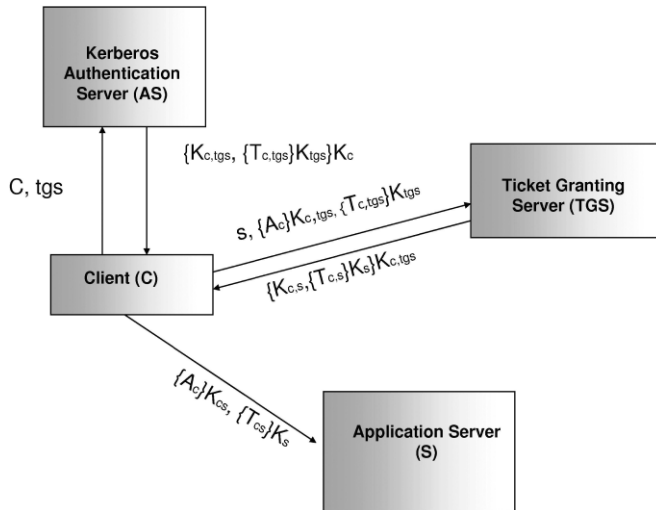 Kerberos
Authentication
Server (AS)
{Kc,tgs, {Tc,tgs}Ktgs}Kc
C, tgs
s, {Ac}Kc,tgs, {Tc,tgs}Ktgs
Ticket Granting
Server (TGS)
Client (C)
{Kc,s,{Tc,s}Ks}Kc,tgs
{Ac}Kcs, {Tcs}Ks
Application Server
(S)